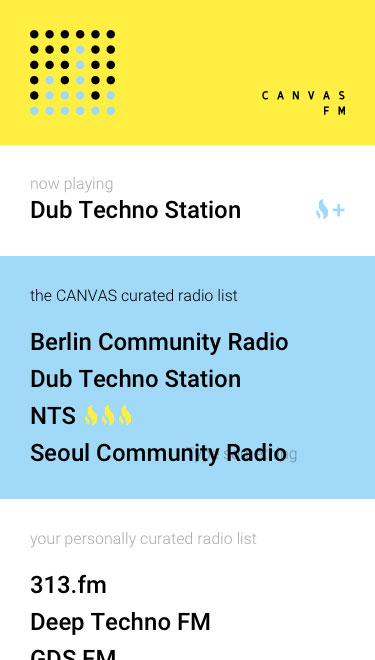 CANVAS
FM
now playing
Dub Techno Station
+
the CANVAS curated radio list
Berlin Community Radio
Dub Techno Station
NTS
Seoul Community Radio
your personally curated radio list
313.fm
Deep Techno FM
GDS FM